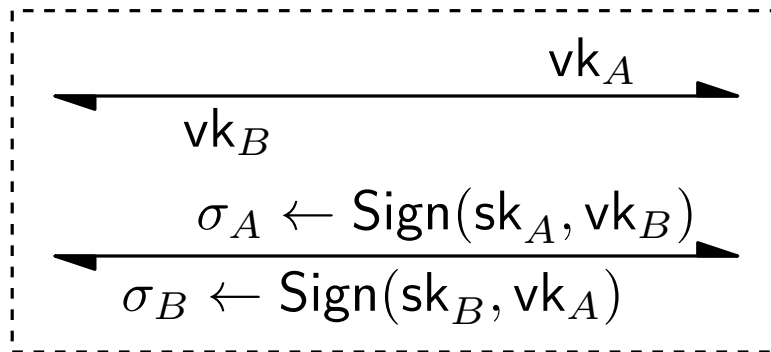 vk_A
vk_B
σ_A ← Sign(sk_A, vk_B)
σ_B ← Sign(sk_B, vk_A)